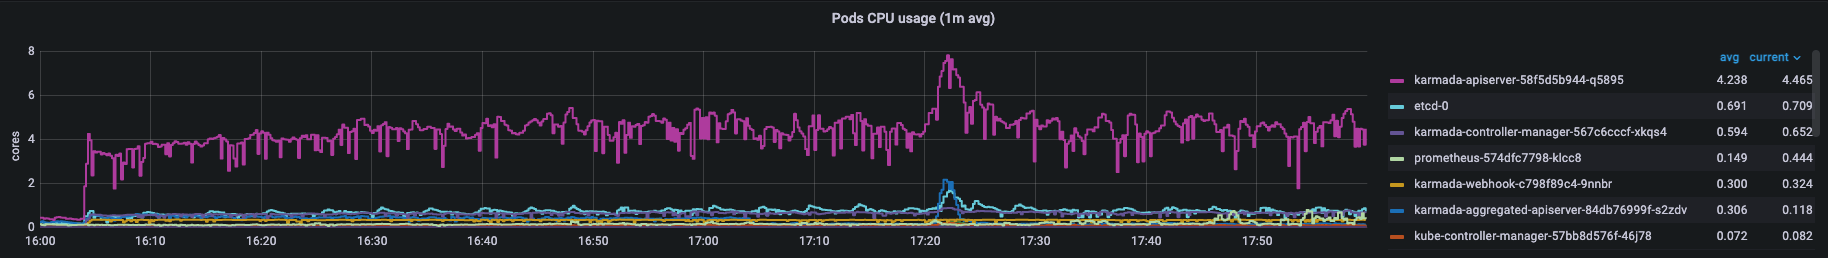 Pods CPU usage (1m avg)
cores
8
6
4
2
0
16:00 16:10 16:20 16:30 16:40 16:50 17:00 17:10 17:20 17:30 17:40 17:50
avg current
karmada-apiserver-58f5d5b944-q5895 4.238 4.465
etcd-0 0.691 0.709
karmada-controller-manager-567c6cccf-xkqs4 0.594 0.652
prometheus-574dfc7798-klcc8 0.149 0.444
karmada-webhook-c798f89c4-9nnbr 0.300 0.324
karmada-aggregated-apiserver-84db76999f-s2zdv 0.306 0.118
kube-controller-manager-57bb8d576f-46j78 0.072 0.082